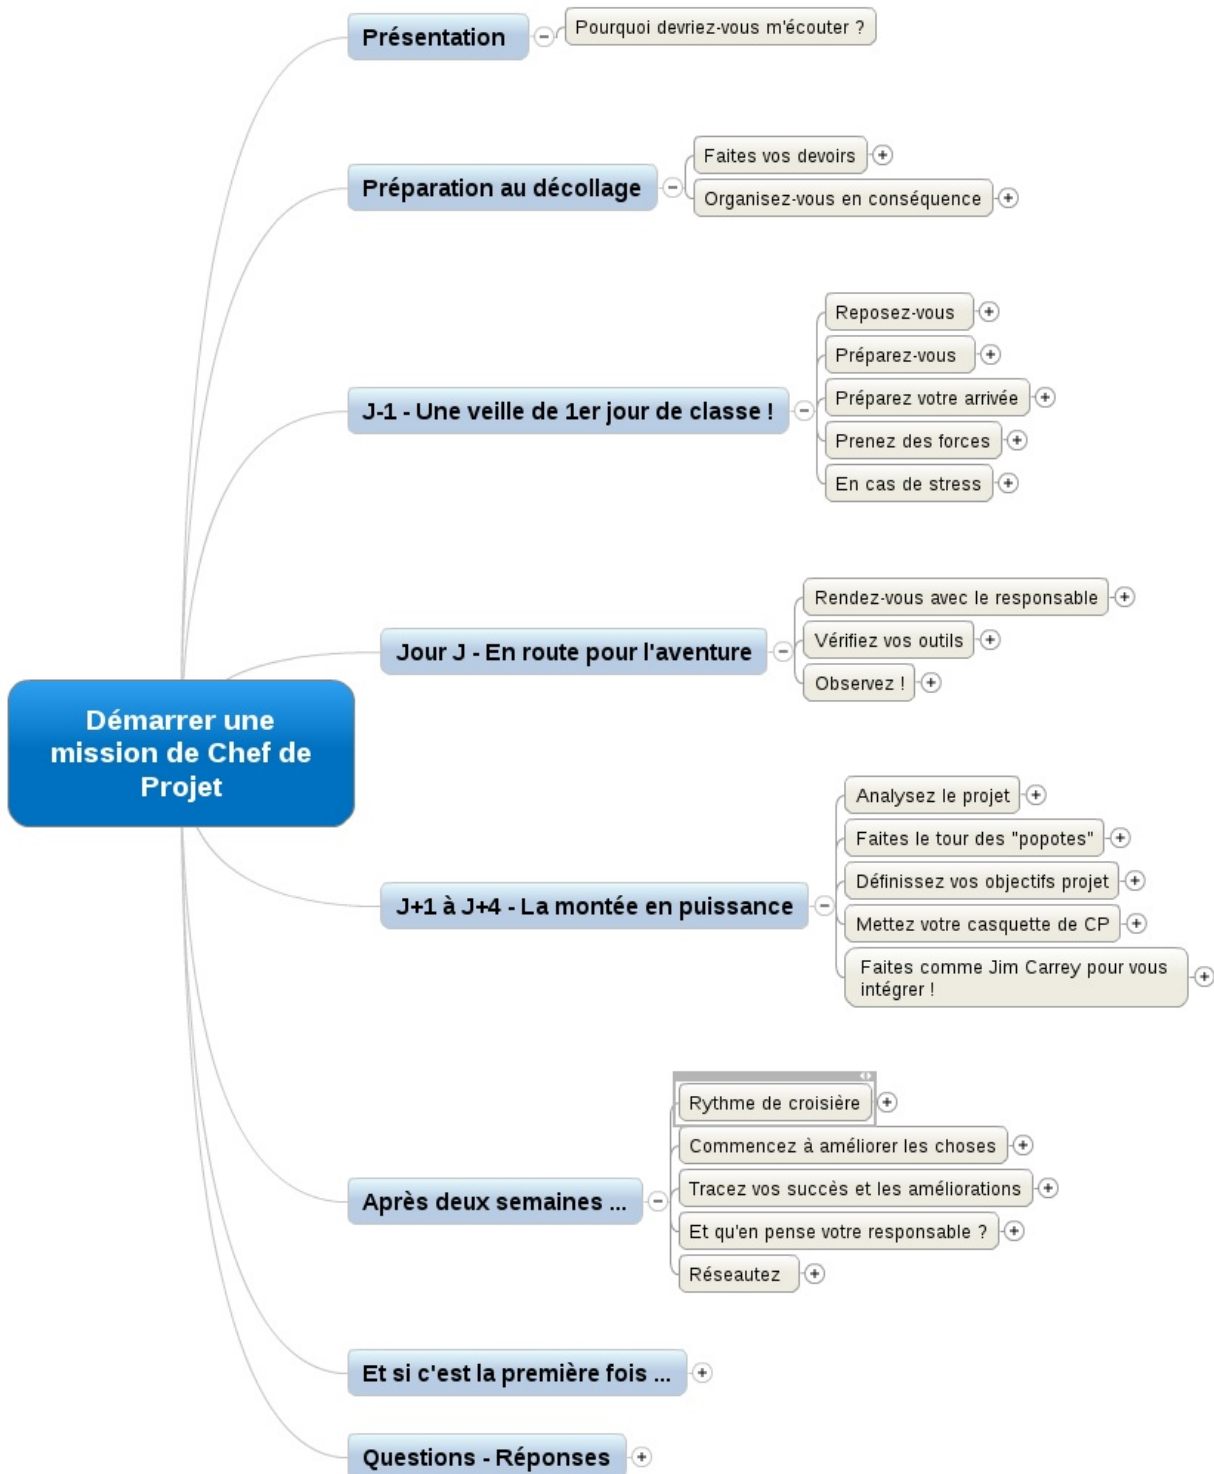 Présentation
Pourquoi devriez-vous m'écouter ?
Préparation au décollage
Faites vos devoirs
Organisez-vous en conséquence
J-1 - Une veille de 1er jour de classe !
Reposez-vous
Préparez-vous
Préparez votre arrivée
Prenez des forces
En cas de stress
Jour J - En route pour l'aventure
Rendez-vous avec le responsable
Vérifiez vos outils
Observez !
Démarrer une
mission de Chef de
Projet
J+1 à J+4 - La montée en puissance
Analysez le projet
Faites le tour des "popotes"
Définissez vos objectifs projet
Mettez votre casquette de CP
Faites comme Jim Carrey pour vous
intégrer !
Après deux semaines ...
Rythme de croisière
Commencez à améliorer les choses
Tracez vos succès et les améliorations
Et qu'en pense votre responsable ?
Réseautez
Et si c'est la première fois ...
Questions - Réponses